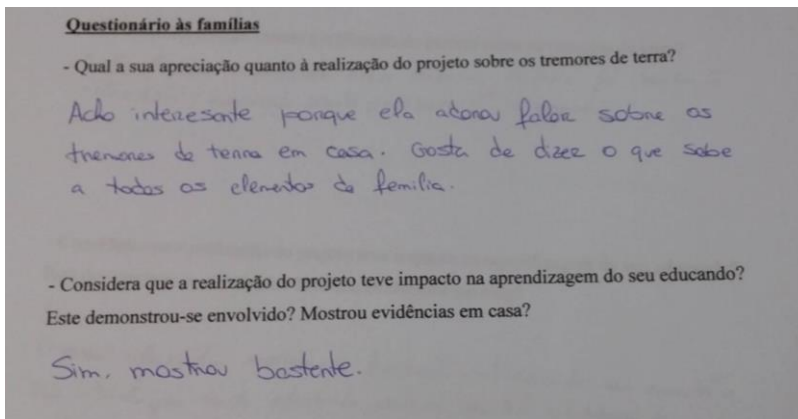 Questionário às famílias
- Qual a sua apreciação quanto à realização do projeto sobre os tremores de terra?
Acho interesante porque ela adorou falar sobre os
tremores de terra em casa. Gosta de dizer o que sabe
a todos os elementos da família.
- Considera que a realização do projeto teve impacto na aprendizagem do seu educando?
Este demonstrou-se envolvido? Mostrou evidências em casa?
Sim, mostrou bastente.